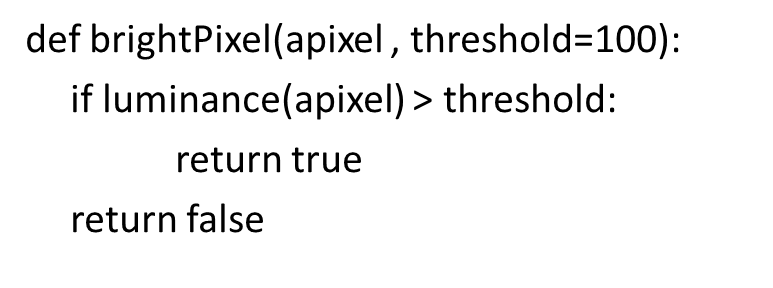 def brightPixel(apixel , threshold=100):
if luminance(apixel) > threshold:
return true
return false